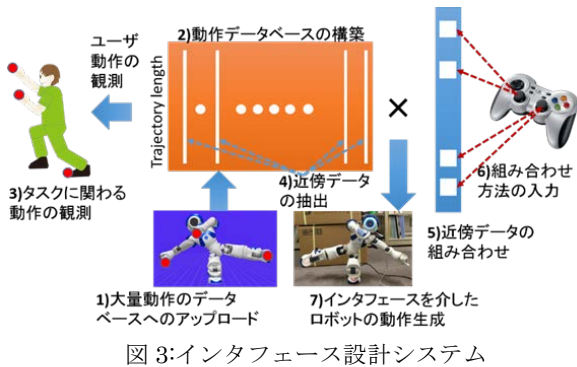 2)動作データベースの構築
ユーザ
動作の
観測
Trajectory length
×
3)タスクに関わる
動作の観測
4)近傍データ
の抽出
6)組み合わせ
方法の入力
5)近傍データの
組み合わせ
1)大量動作のデータ
ベースへのアップロード
7)インタフェースを介した
ロボットの動作生成
図 3:インタフェース設計システム